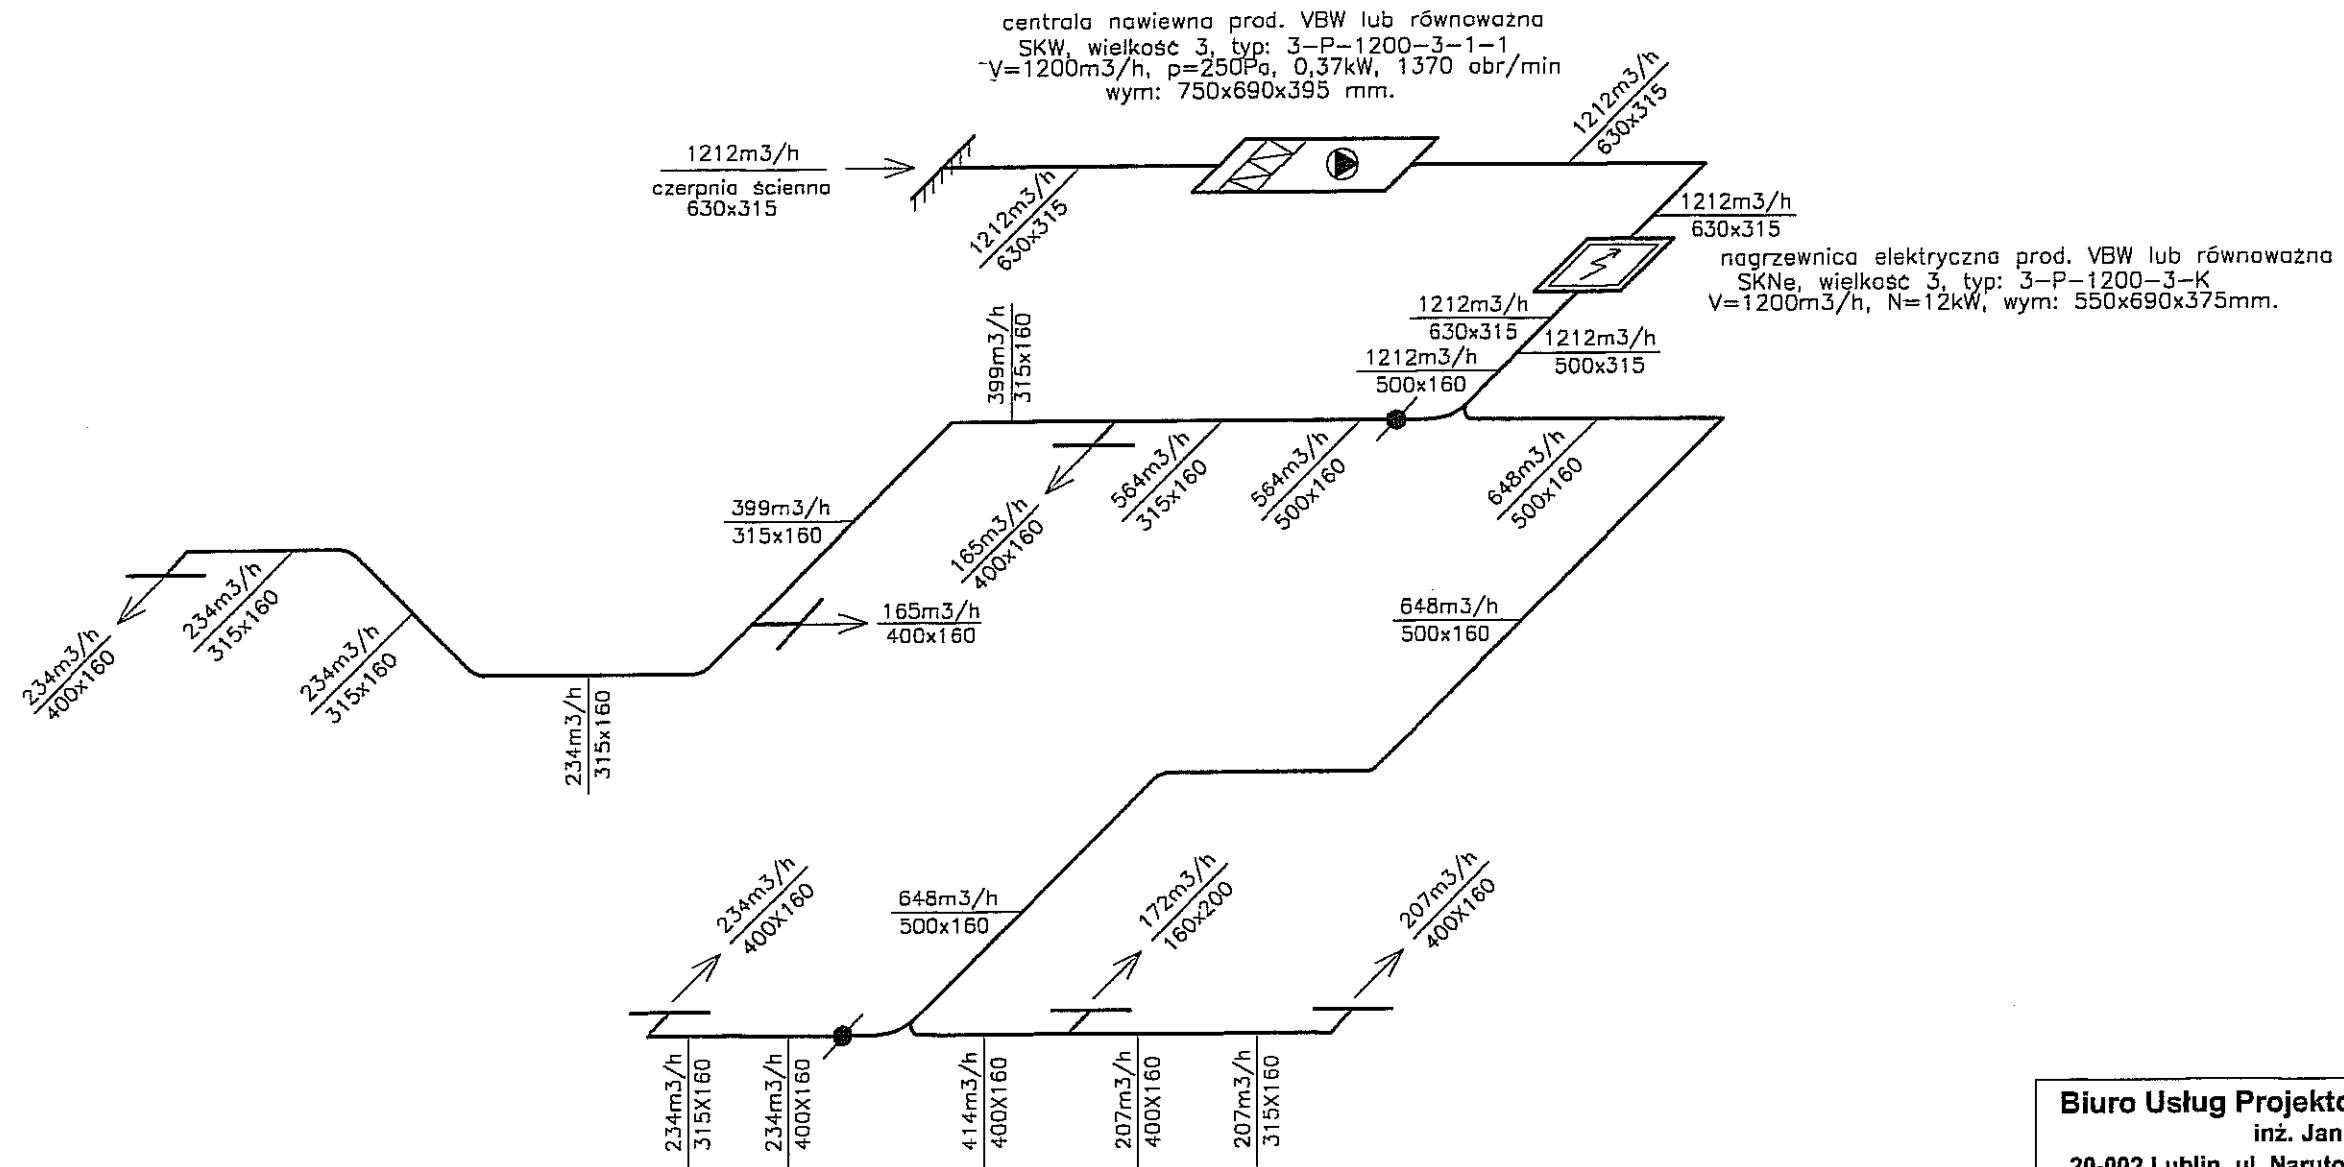 centrala nawiewna prod. VBW lub równoważna
SKW, wielkość 3, typ: 3-P-1200-3-1-1
V=1200m3/h, p=250Pa, 0,37kW, 1370 obr/min
wym: 750x690x395 mm.
1212m3/h
630x315
1212m3/h
czerpnia ścienna
630x315
1212m3/h
630x315
1212m3/h
630x315
nagrzewnica elektryczna prod. VBW lub równoważna
SKNe, wielkość 3, typ: 3-P-1200-3-K
V=1200m3/h, N=12kW, wym: 550x690x375mm.
1212m3/h
630x315
1212m3/h
500x315
1212m3/h
500x160
399m3/h
315x160
564m3/h
315x160
564m3/h
500x160
648m3/h
500x160
165m3/h
400x160
399m3/h
315x160
165m3/h
400x160
234m3/h
400x160
234m3/h
315x160
234m3/h
315x160
234m3/h
315x160
648m3/h
500x160
648m3/h
500x160
234m3/h
400X160
172m3/h
160x200
207m3/h
400X160
234m3/h
315X160
234m3/h
400X160
414m3/h
400X160
207m3/h
400X160
207m3/h
315X160
Biuro Usług Projekto
inż. Jan
20-002 Lublin, ul. Naruto